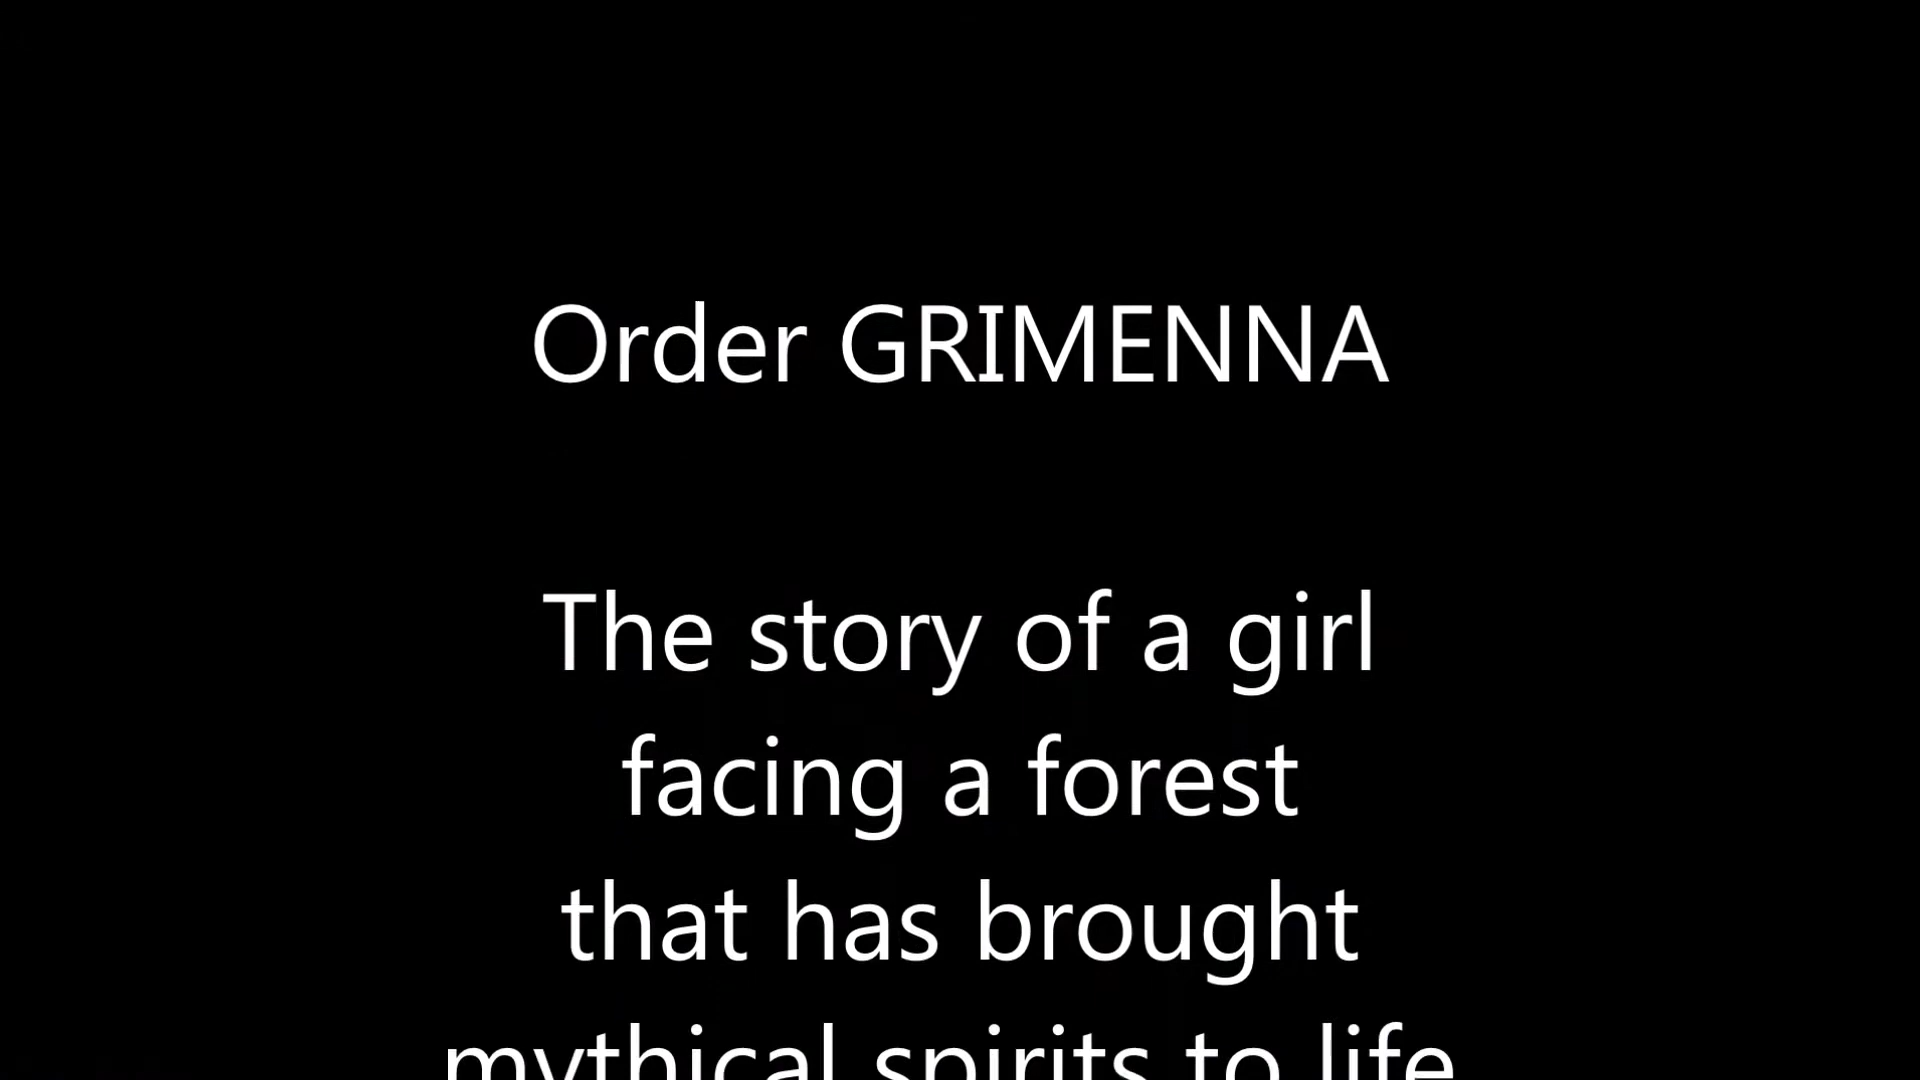 Order GRIMENNA
The story of a girl
facing a forest
that has brought
mythical spirits to life